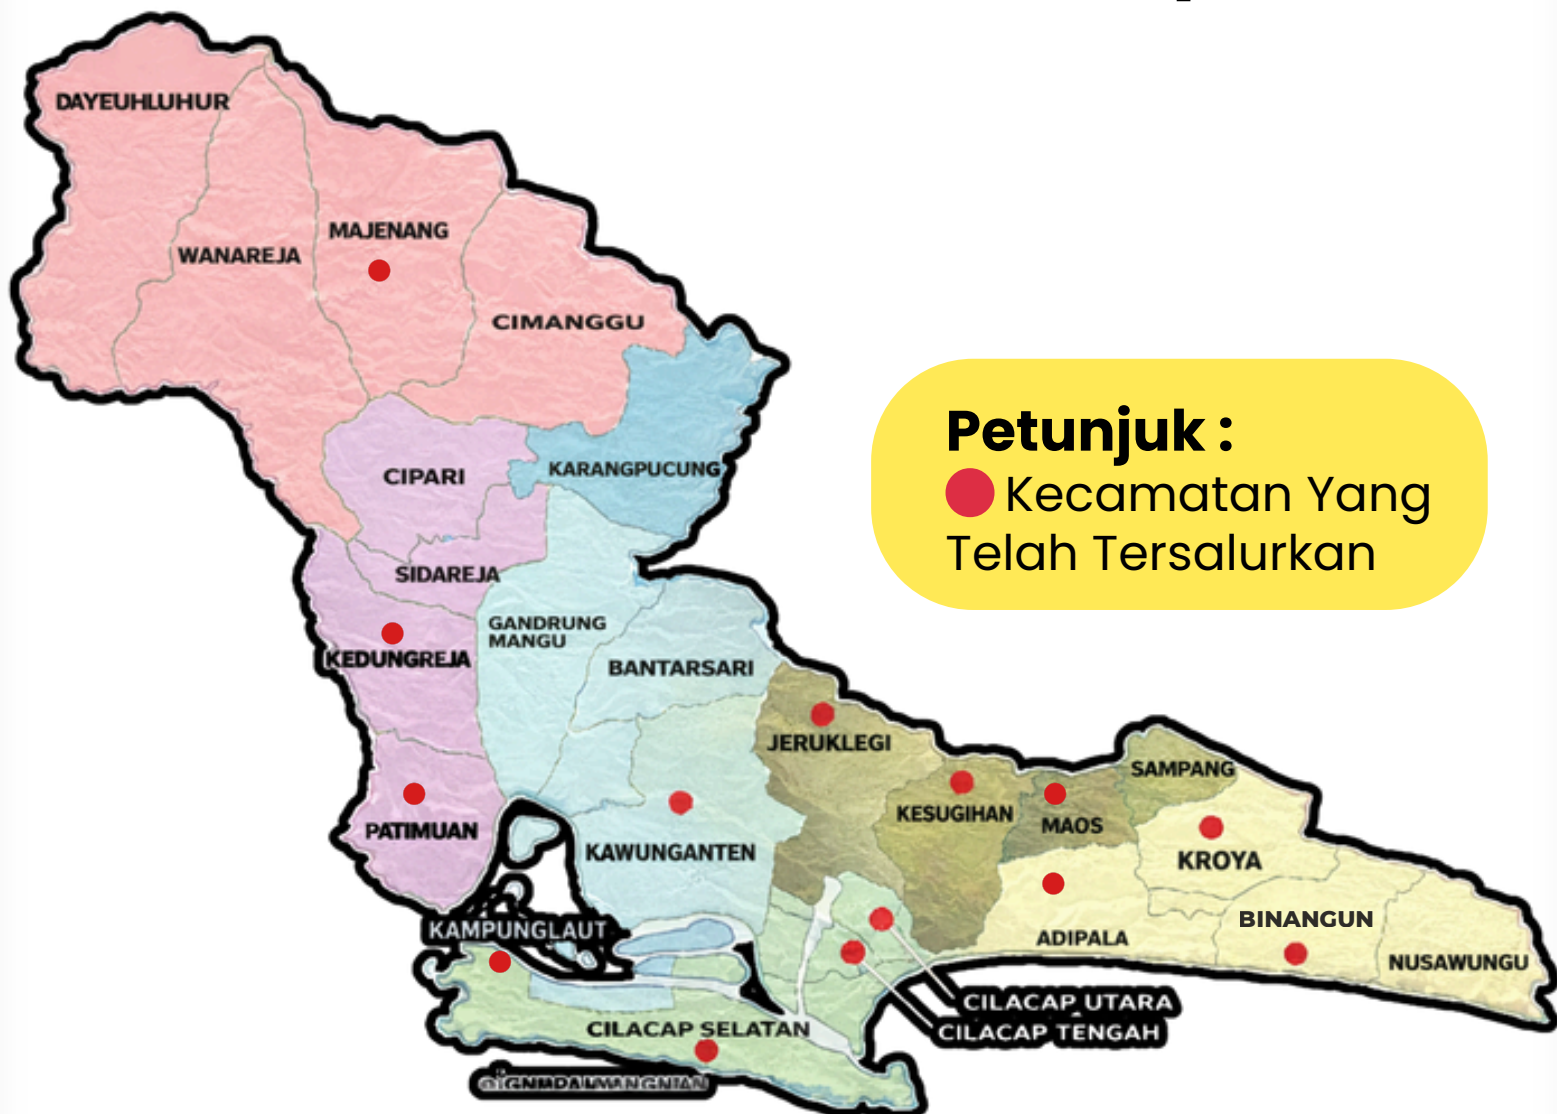 DAYEUHLUHUR
MAJENANG
WANAREJA
CIMANGGU
Petunjuk :
Kecamatan Yang
Telah Tersalurkan
CIPARI
KARANGPUCUNG
SIDAREJA
GANDRUNG
MANGU
KEDUNGREJA
BANTARSARI
JERUKLEGI
SAMPANG
KESUGIHAN
MAOS
PATIMUAN
KAWUNGANTEN
KROYA
BINANGUN
KAMPUNGLAUT
ADIPALA
NUSAWUNGU
CILACAP UTARA
CILACAP SELATAN
CILACAP TENGAH